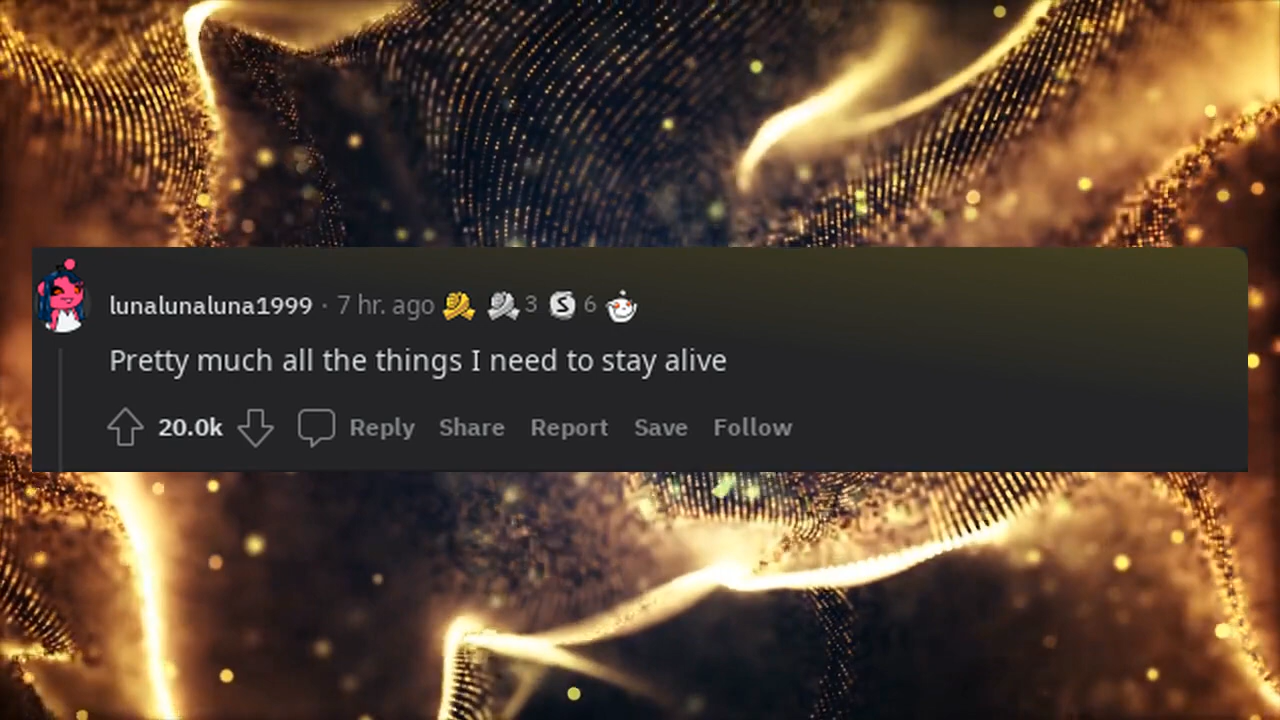 lunalunaluna1999 · 7 hr. ago 3 S 6
Pretty much all the things I need to stay alive
20.0k Reply Share Report Save Follow